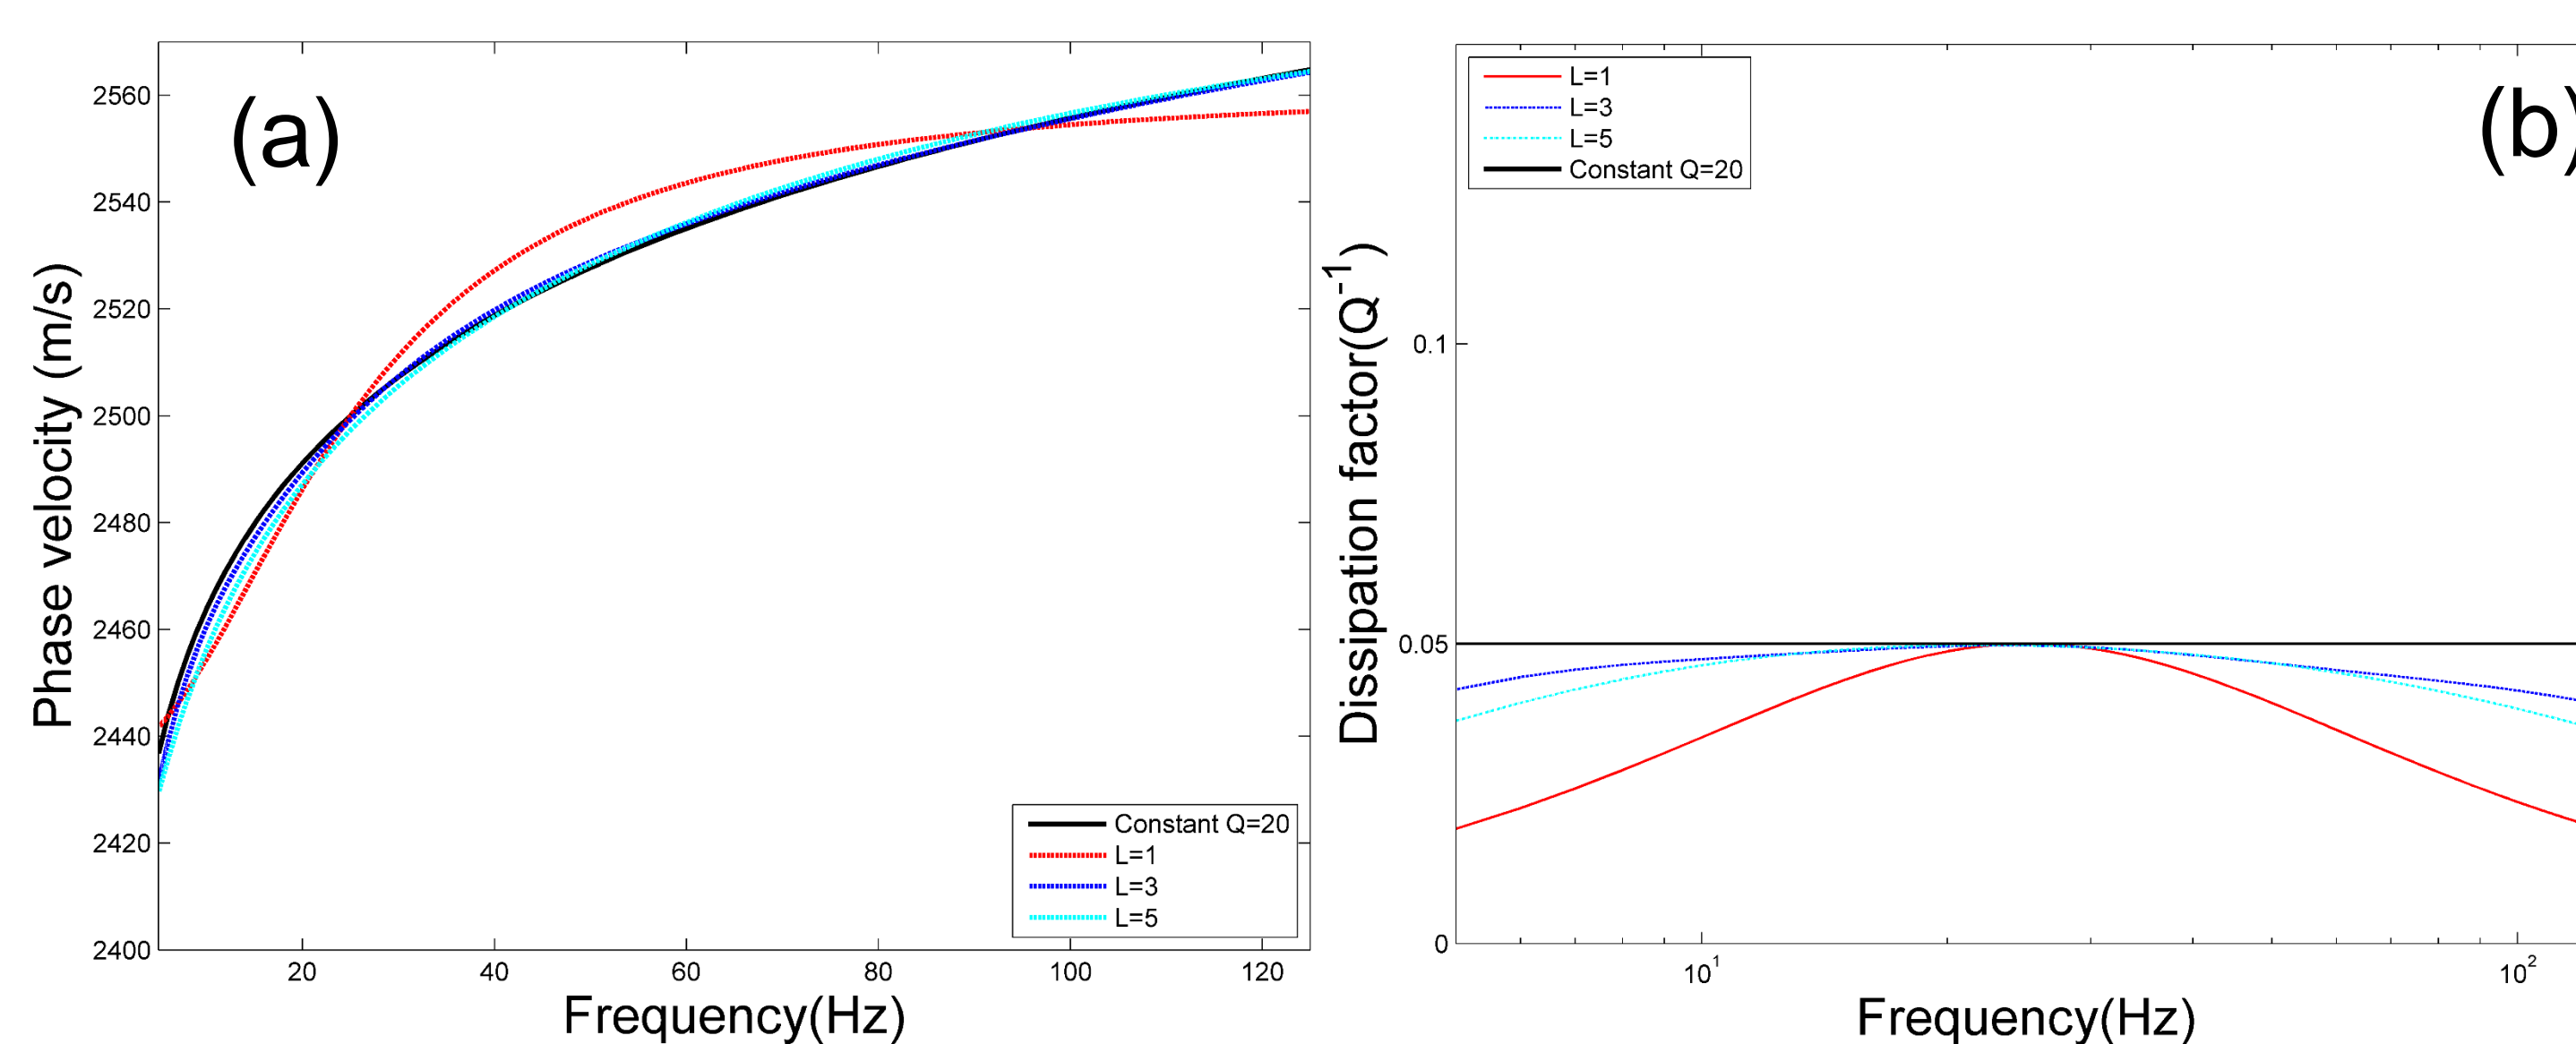 (a)
Phase velocity (m/s)
2560
2540
2520
2500
2480
2460
2440
2420
2400
20 40 60 80 100 120
Frequency(Hz)
Constant Q=20
L=1
L=3
L=5
(b)
Dissipation factor(Q⁻¹)
0.1
0.05
0
10¹ 10²
Frequency(Hz)
L=1
L=3
L=5
Constant Q=20